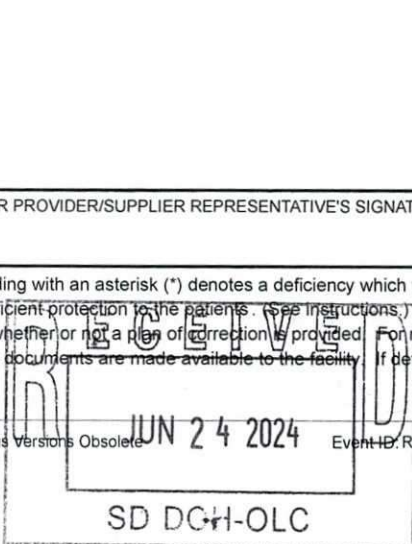 R PROVIDER/SUPPLIER REPRESENTATIVE'S SIGNAT
ding with an asterisk (*) denotes a deficiency which
icient protection to the patients. (See instructions.)
whether or not a plan of correction is provided. For
documents are made available to the facility. If de
RECEIVED
s Versions Obsolete
JUN 24 2024
Event ID: R
SD DOH-OLC